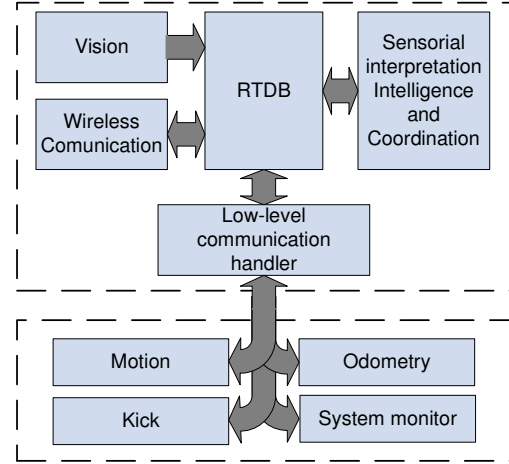 Vision
Wireless
Comunication
RTDB
Sensorial
interpretation
Intelligence
and
Coordination
Low-level
communication
handler
Motion
Odometry
Kick
System monitor